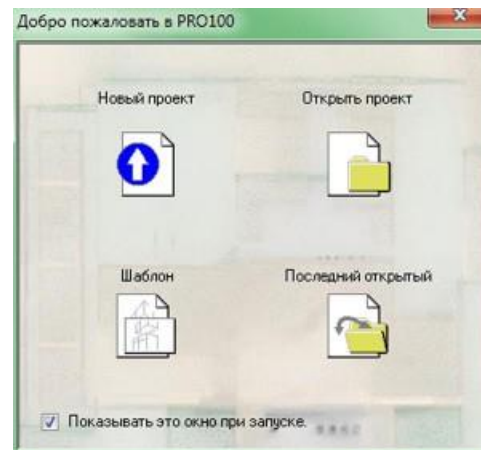 Добро пожаловать в PRO100
Новый проект
Открыть проект
Шаблон
Последний открытый
Показывать это окно при запуске.